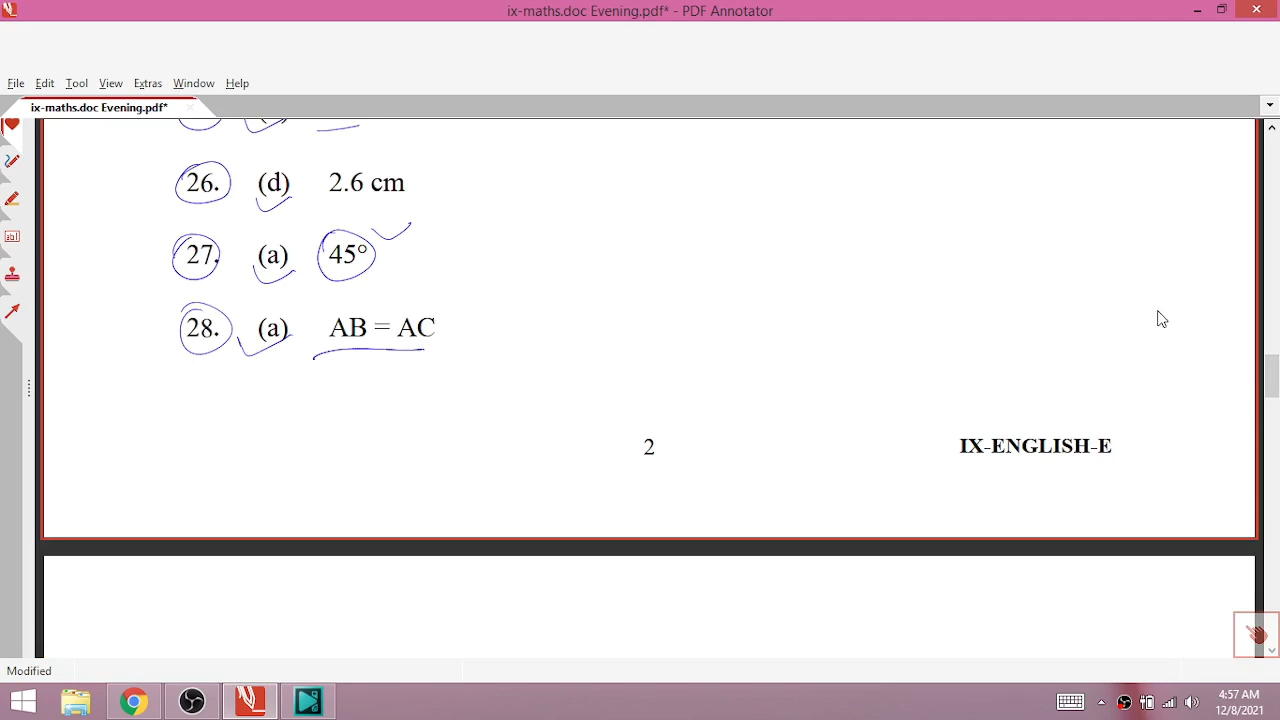 ix-maths.doc Evening.pdf* - PDF Annotator
File Edit Tool View Extras Window Help
ix-maths.doc Evening.pdf*
26. (d) 2.6 cm
27. (a) 45°
28. (a) AB = AC
2 IX-ENGLISH-E
Modified
4:57 AM
12/8/2021